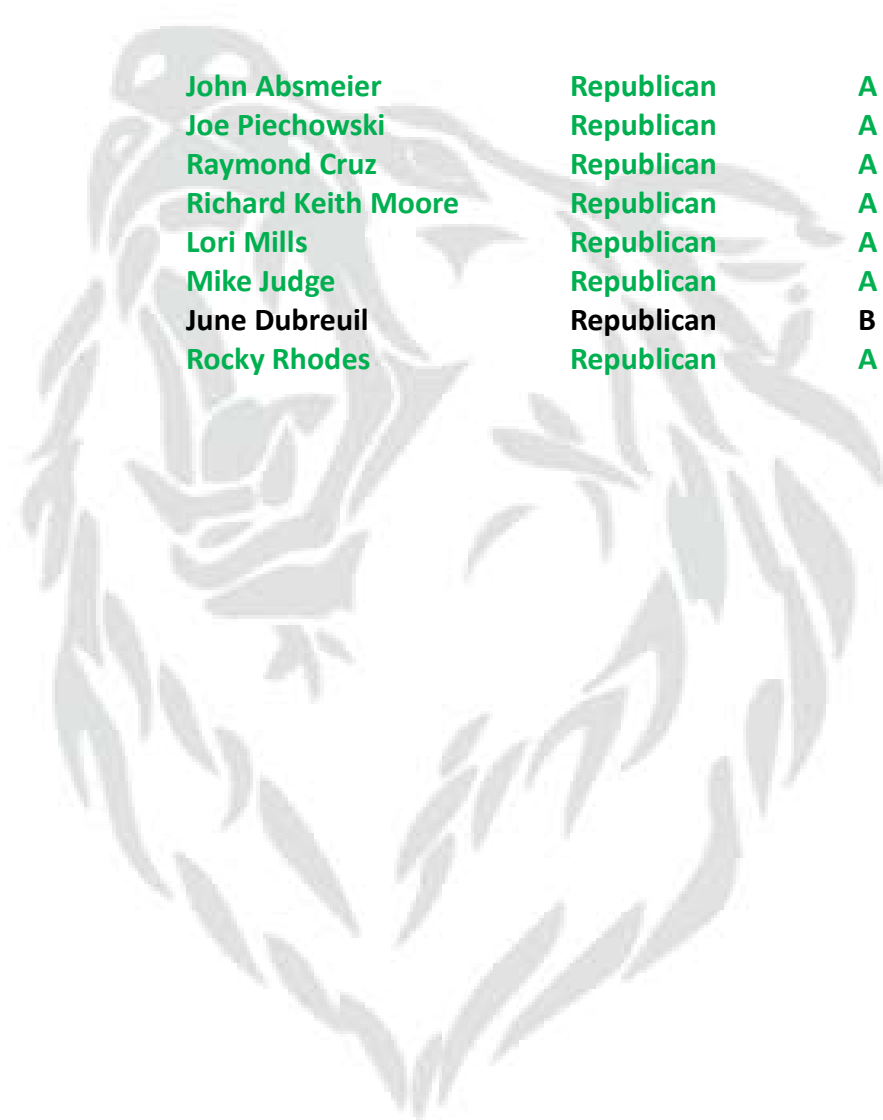 John Absmeier Republican A
Joe Piechowski Republican A
Raymond Cruz Republican A
Richard Keith Moore Republican A
Lori Mills Republican A
Mike Judge Republican A
June Dubreuil Republican B
Rocky Rhodes Republican A